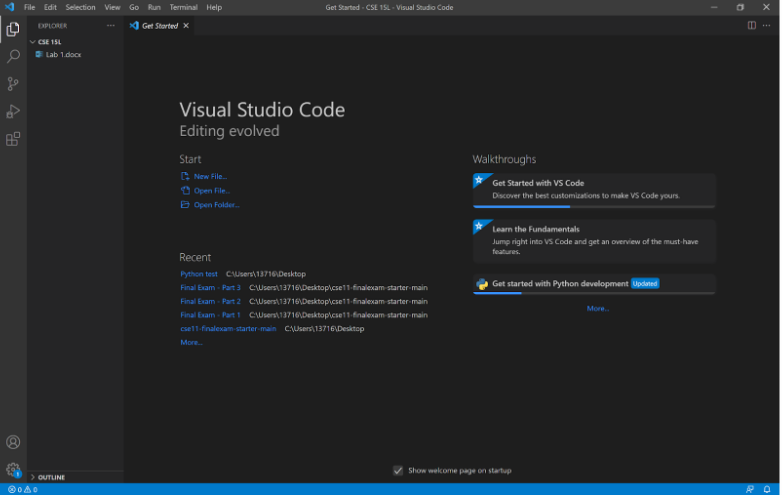 File Edit Selection View Go Run Terminal Help
Get Started - CSE 15L - Visual Studio Code
EXPLORER
Get Started
CSE 15L
Lab 1.docx
Visual Studio Code
Editing evolved
Start
New File...
Open File...
Open Folder...
Recent
Python test C:\Users\13716\Desktop
Final Exam - Part 3 C:\Users\13716\Desktop\cse11-finalexam-starter-main
Final Exam - Part 2 C:\Users\13716\Desktop\cse11-finalexam-starter-main
Final Exam - Part 1 C:\Users\13716\Desktop\cse11-finalexam-starter-main
cse11-finalexam-starter-main C:\Users\13716\Desktop
More...
Walkthroughs
Get Started with VS Code
Discover the best customizations to make VS Code yours.
Learn the Fundamentals
Jump right into VS Code and get an overview of the must-have
features.
Get started with Python development Updated
More...
Show welcome page on startup
OUTLINE
1
0 0